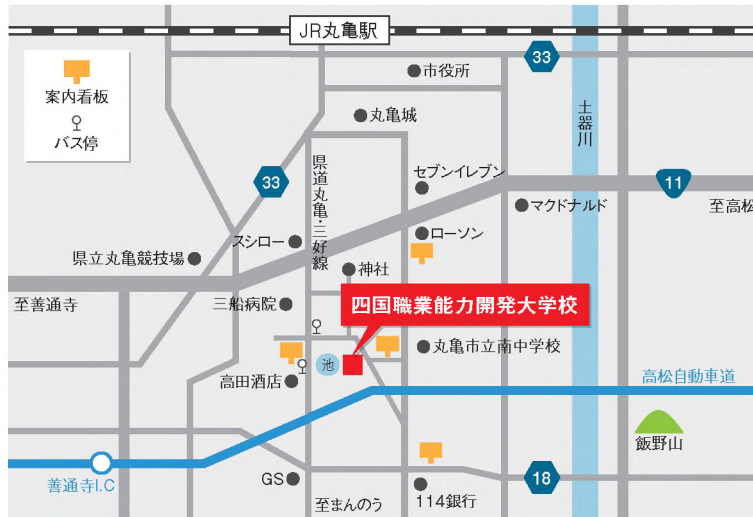 JR丸亀駅
33
市役所
案内看板
バス停
丸亀城
土器川
33
県道丸亀・三好線
セブンイレブン
11
マクドナルド
至高松
スシロー
ローソン
県立丸亀競技場
神社
至善通寺
三船病院
四国職業能力開発大学校
丸亀市立南中学校
池
高田酒店
高松自動車道
飯野山
善通寺I.C
GS
18
至まんのう
114銀行